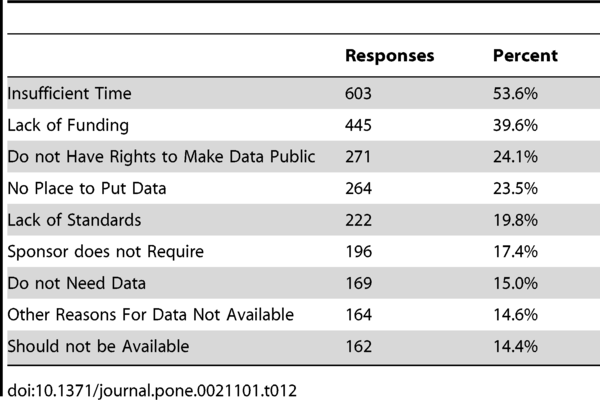 Responses Percent
Insufficient Time 603 53.6%
Lack of Funding 445 39.6%
Do not Have Rights to Make Data Public 271 24.1%
No Place to Put Data 264 23.5%
Lack of Standards 222 19.8%
Sponsor does not Require 196 17.4%
Do not Need Data 169 15.0%
Other Reasons For Data Not Available 164 14.6%
Should not be Available 162 14.4%
doi:10.1371/journal.pone.0021101.t012